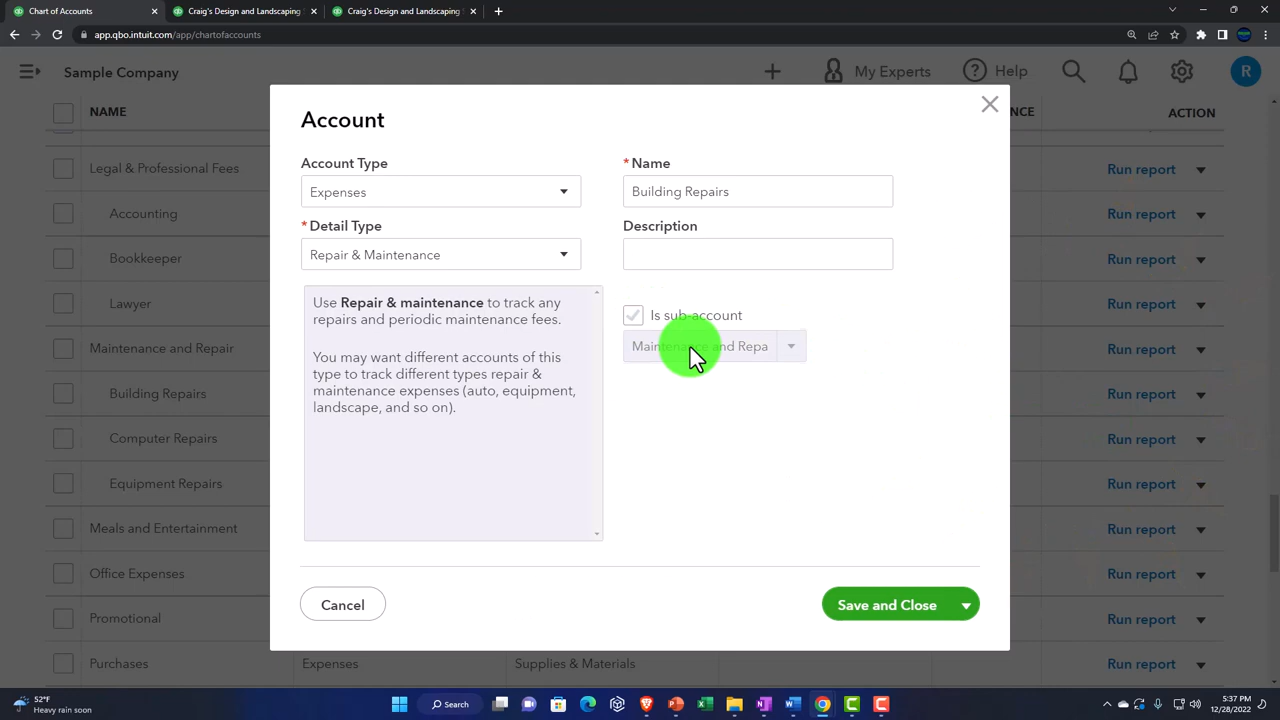 Chart of Accounts
Craig's Design and Landscaping
Craig's Design and Landscaping
app.qbo.intuit.com/app/chartofaccounts
Sample Company
My Experts
Help
R
NAME
NCE
ACTION
Legal & Professional Fees
Run report
Accounting
Run report
Bookkeeper
Run report
Lawyer
Run report
Maintenance and Repair
Run report
Building Repairs
Run report
Computer Repairs
Run report
Equipment Repairs
Run report
Meals and Entertainment
Run report
Office Expenses
Run report
Promotional
Run report
Purchases
Expenses
Supplies & Materials
Run report
Account
Account Type
* Name
Expenses
Building Repairs
* Detail Type
Description
Repair & Maintenance
Use Repair & maintenance to track any
repairs and periodic maintenance fees.
You may want different accounts of this
type to track different types repair &
maintenance expenses (auto, equipment,
landscape, and so on).
Is sub-account
Maintenance and Repa
Cancel
Save and Close
52°F
Heavy rain soon
Search
5:37 PM
12/28/2022